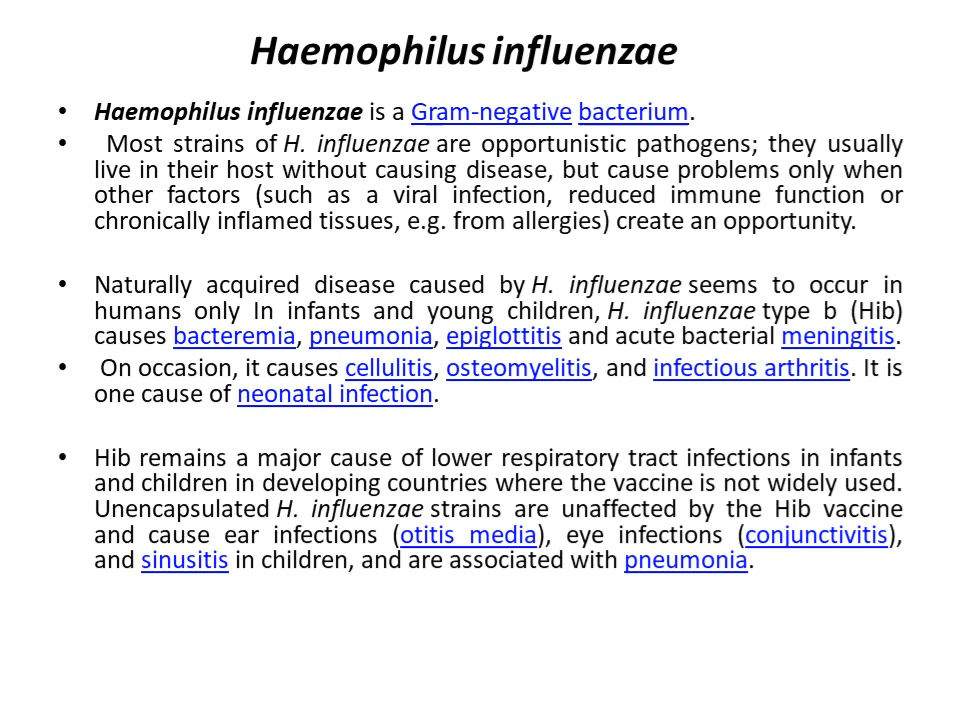 Haemophilus influenzae
• Haemophilus influenzae is a Gram-negative bacterium.
• Most strains of H. influenzae are opportunistic pathogens; they usually
live in their host without causing disease, but cause problems only when
other factors (such as a viral infection, reduced immune function or
chronically inflamed tissues, e.g. from allergies) create an opportunity.
• Naturally acquired disease caused by H. influenzae seems to occur in
humans only In infants and young children, H. influenzae type b (Hib)
causes bacteremia, pneumonia, epiglottitis and acute bacterial meningitis.
• On occasion, it causes cellulitis, osteomyelitis, and infectious arthritis. It is
one cause of neonatal infection.
• Hib remains a major cause of lower respiratory tract infections in infants
and children in developing countries where the vaccine is not widely used.
Unencapsulated H. influenzae strains are unaffected by the Hib vaccine
and cause ear infections (otitis media), eye infections (conjunctivitis),
and sinusitis in children, and are associated with pneumonia.